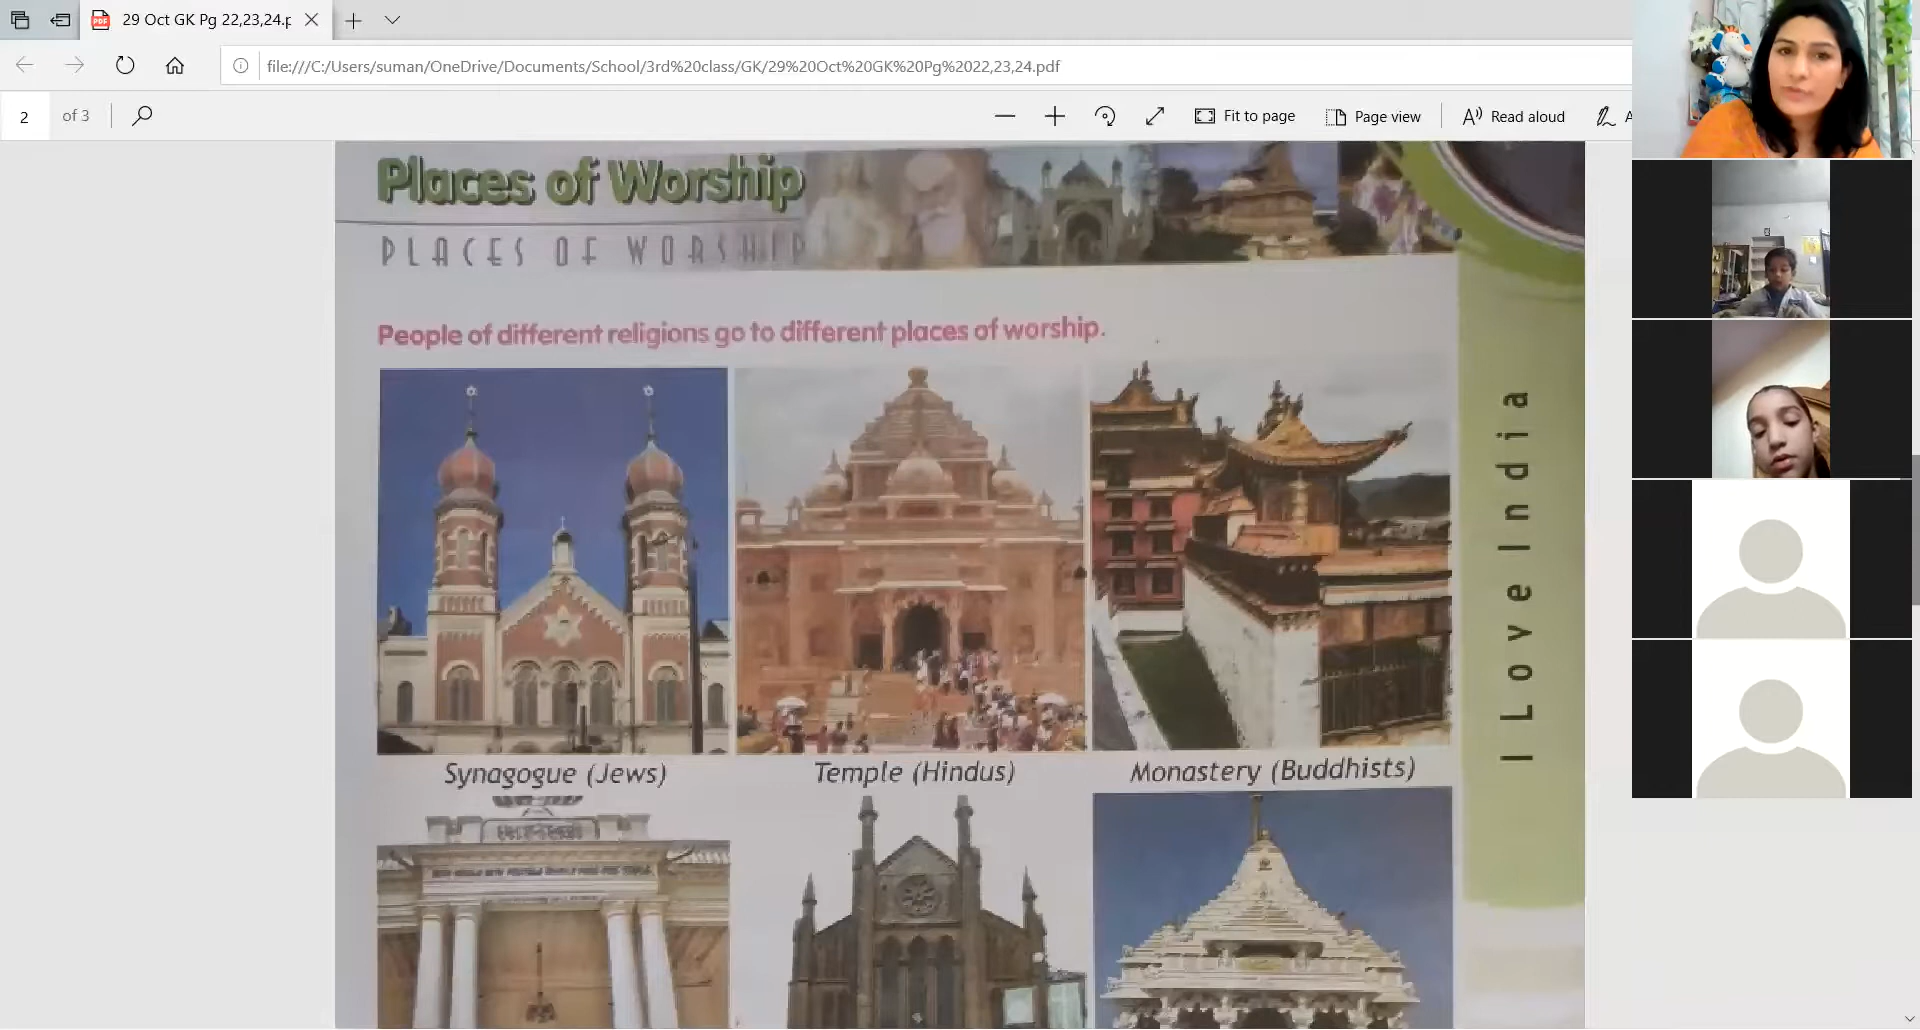 29 Oct GK Pg 22,23,24.p
file:///C:/Users/suman/OneDrive/Documents/School/3rd%20class/GK/29%20Oct%20GK%20Pg%2022,23,24.pdf
2 of 3
Fit to page
Page view
Read aloud
Places of Worship
PLACES OF WORSHIP
People of different religions go to different places of worship.
I Love India
Synagogue (Jews)
Temple (Hindus)
Monastery (Buddhists)